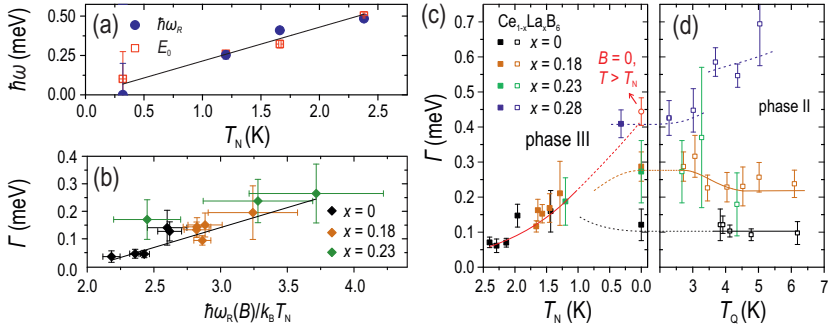 (a)
ħω_R
E_0
ħω (meV)
0.50
0.25
0.00
0.0 0.5 1.0 1.5 2.0 2.5
T_N (K)
(b)
Γ (meV)
0.4
0.3
0.2
0.1
0.0
2.5 3.0 3.5 4.0
x = 0
x = 0.18
x = 0.23
ħω_R(B)/k_BT_N
(c)
Γ (meV)
0.7
0.6
0.5
0.4
0.3
0.2
0.1
0.0
Ce_{1-x}La_xB_6
x = 0
x = 0.18
x = 0.23
x = 0.28
B = 0,
T > T_N
phase III
2.5 2.0 1.5 1.0 0.5 0.0
T_N (K)
(d)
phase II
3 4 5 6 7
T_Q (K)